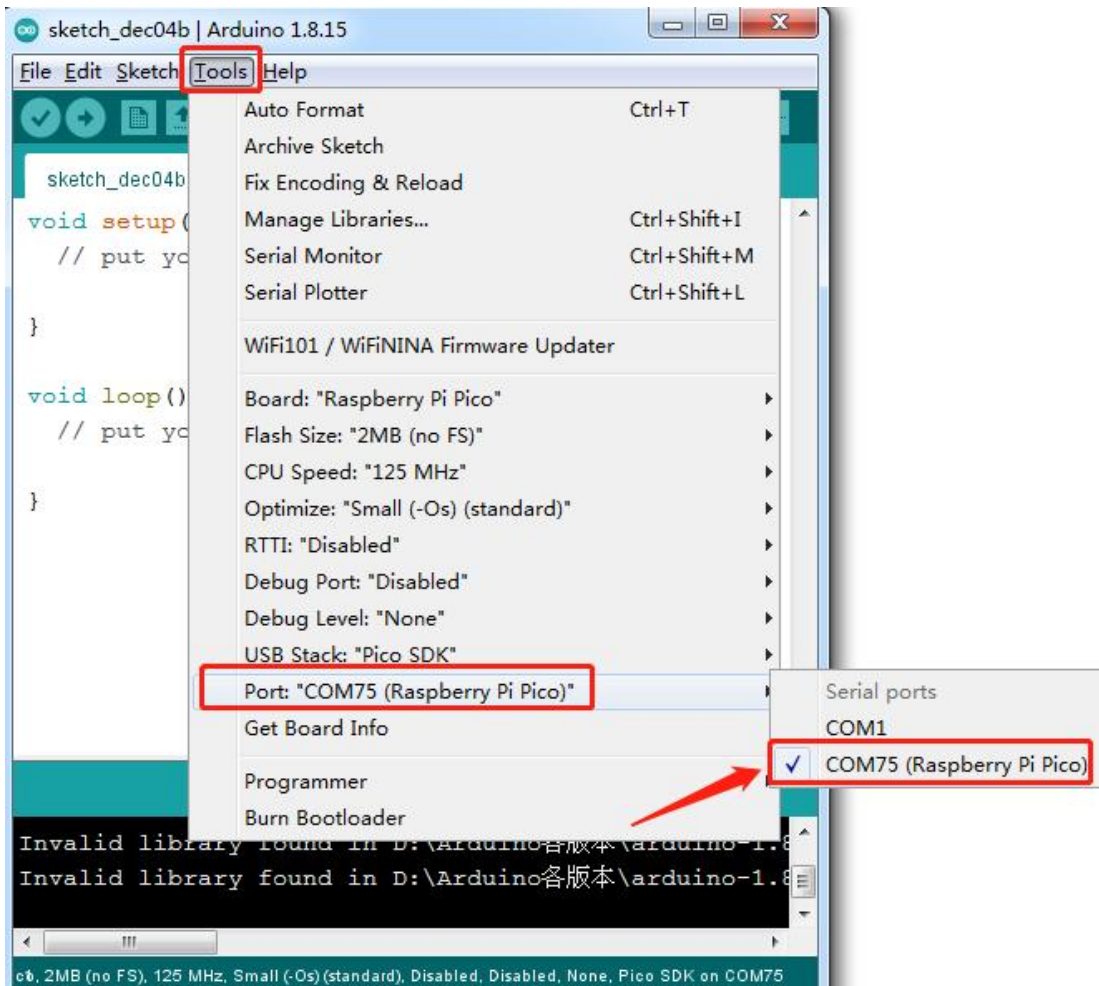 sketch_dec04b | Arduino 1.8.15
File Edit Sketch Tools Help
sketch_dec04b
void setup(
// put yo
}
void loop()
// put yo
}
Auto Format Ctrl+T
Archive Sketch
Fix Encoding & Reload
Manage Libraries... Ctrl+Shift+I
Serial Monitor Ctrl+Shift+M
Serial Plotter Ctrl+Shift+L
WiFi101 / WiFiNINA Firmware Updater
Board: "Raspberry Pi Pico"
Flash Size: "2MB (no FS)"
CPU Speed: "125 MHz"
Optimize: "Small (-Os) (standard)"
RTTI: "Disabled"
Debug Port: "Disabled"
Debug Level: "None"
USB Stack: "Pico SDK"
Port: "COM75 (Raspberry Pi Pico)"
Get Board Info
Programmer
Burn Bootloader
Serial ports
COM1
COM75 (Raspberry Pi Pico)
Invalid library found in D:\Arduino各版本\arduino-1.8
Invalid library found in D:\Arduino各版本\arduino-1.8
2MB (no FS), 125 MHz, Small (-Os) (standard), Disabled, Disabled, None, Pico SDK on COM75